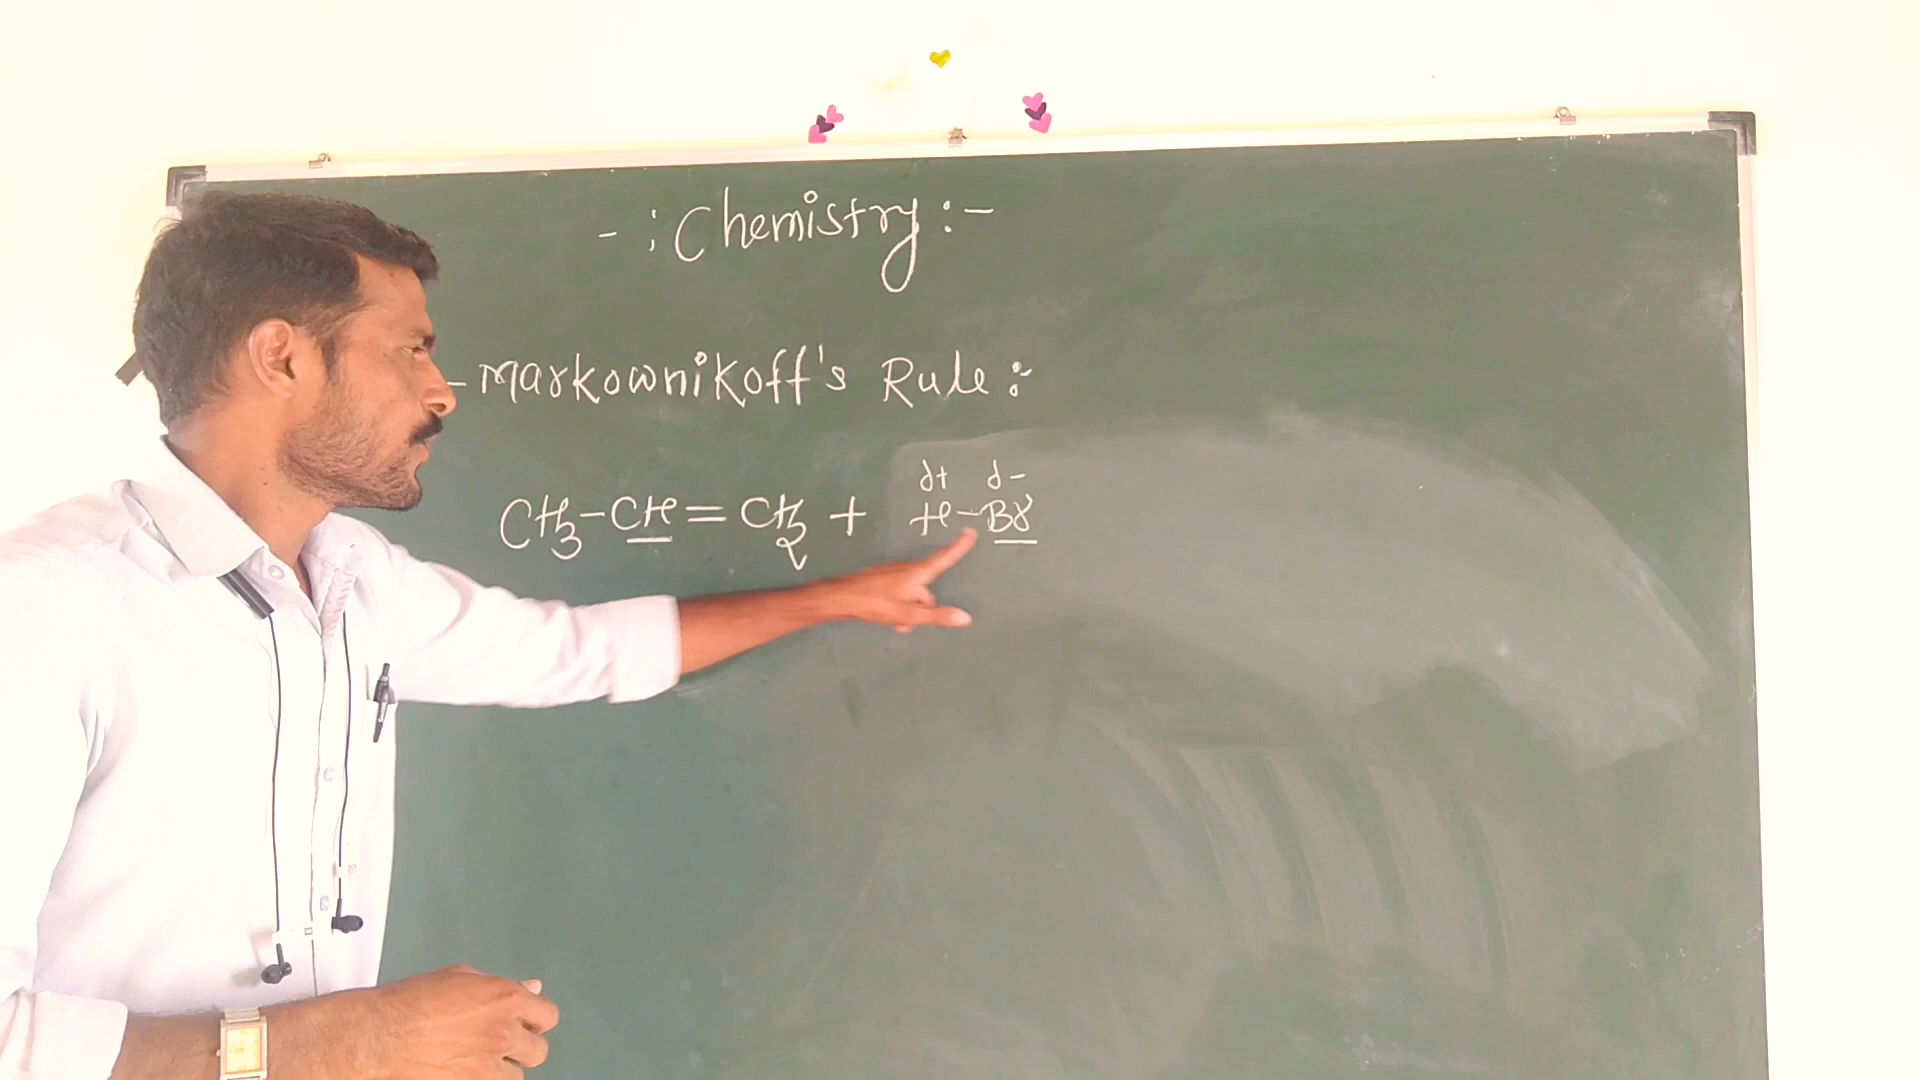 - : Chemistry :-
- Markownikoff's Rule :-
δ+ δ-
CH3-CH=CH2 + H-Br